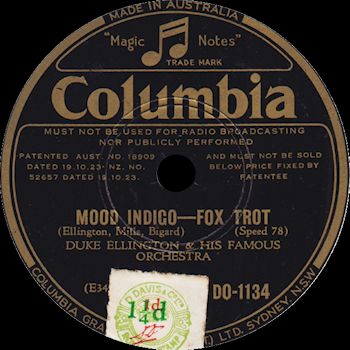 MADE IN AUSTRALIA
"Magic Notes"
TRADE MARK
Columbia
MUST NOT BE USED FOR RADIO BROADCASTING
NOR PUBLICLY PERFORMED
PATENTED AUST. NO. 18909
DATED 19.10.23 - NZ. NO.
52657 DATED 19.10.23.
AND MUST NOT BE SOLD
BELOW PRICE FIXED BY
PATENTEE
MOOD INDIGO—FOX TROT
(Ellington, Mills, Bigard) (Speed 78)
DUKE ELLINGTON & HIS FAMOUS
ORCHESTRA
DO-1134
DAVIS & CO
COLUMBIA LTD. SYDNEY, N.S.W.